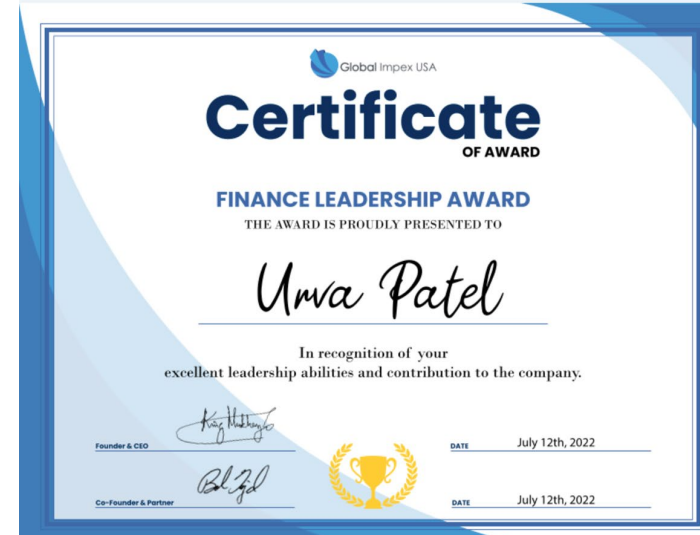 Global Impex USA
Certificate
OF AWARD
FINANCE LEADERSHIP AWARD
THE AWARD IS PROUDLY PRESENTED TO
Urva Patel
In recognition of your
excellent leadership abilities and contribution to the company.
Founder & CEO
DATE July 12th, 2022
Co-Founder & Partner
DATE July 12th, 2022